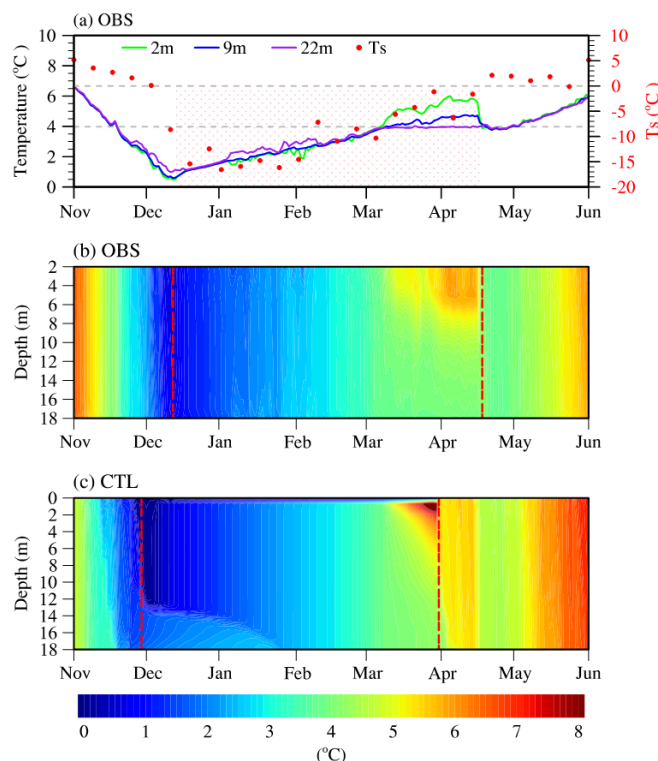 (a) OBS
2m 9m 22m Ts
Temperature (°C)
10
8
6
4
2
0
10
5
0
-5
-10
-15
-20
Ts (°C)
Nov Dec Jan Feb Mar Apr May Jun
(b) OBS
Depth (m)
2
4
6
8
10
12
14
16
18
Nov Dec Jan Feb Mar Apr May Jun
(c) CTL
Depth (m)
0
2
4
6
8
10
12
14
16
18
Nov Dec Jan Feb Mar Apr May Jun
0 1 2 3 4 5 6 7 8
(°C)